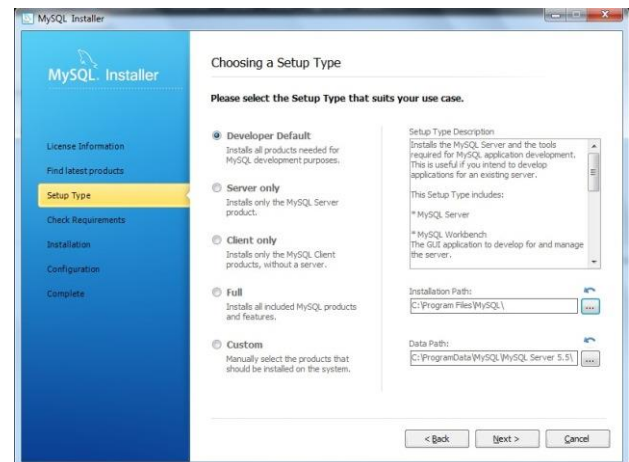 MySQL Installer
MySQL. Installer
License Information
Find latest products
Setup Type
Check Requirements
Installation
Configuration
Complete
Choosing a Setup Type
Please select the Setup Type that suits your use case.
Developer Default
Installs all products needed for
MySQL development purposes.
Server only
Installs only the MySQL Server
product.
Client only
Installs only the MySQL Client
products, without a server.
Full
Installs all included MySQL products
and features.
Custom
Manually select the products that
should be installed on the system.
Setup Type Description
Installs the MySQL Server and the tools
required for MySQL application development.
This is useful if you intend to develop
applications for an existing server.
This Setup Type includes:
* MySQL Server
* MySQL Workbench
The GUI application to develop for and manage
the server.
Installation Path:
C:\Program Files\MySQL\
...
Data Path:
C:\ProgramData\MySQL\MySQL Server 5.5\
...
< Back
Next >
Cancel